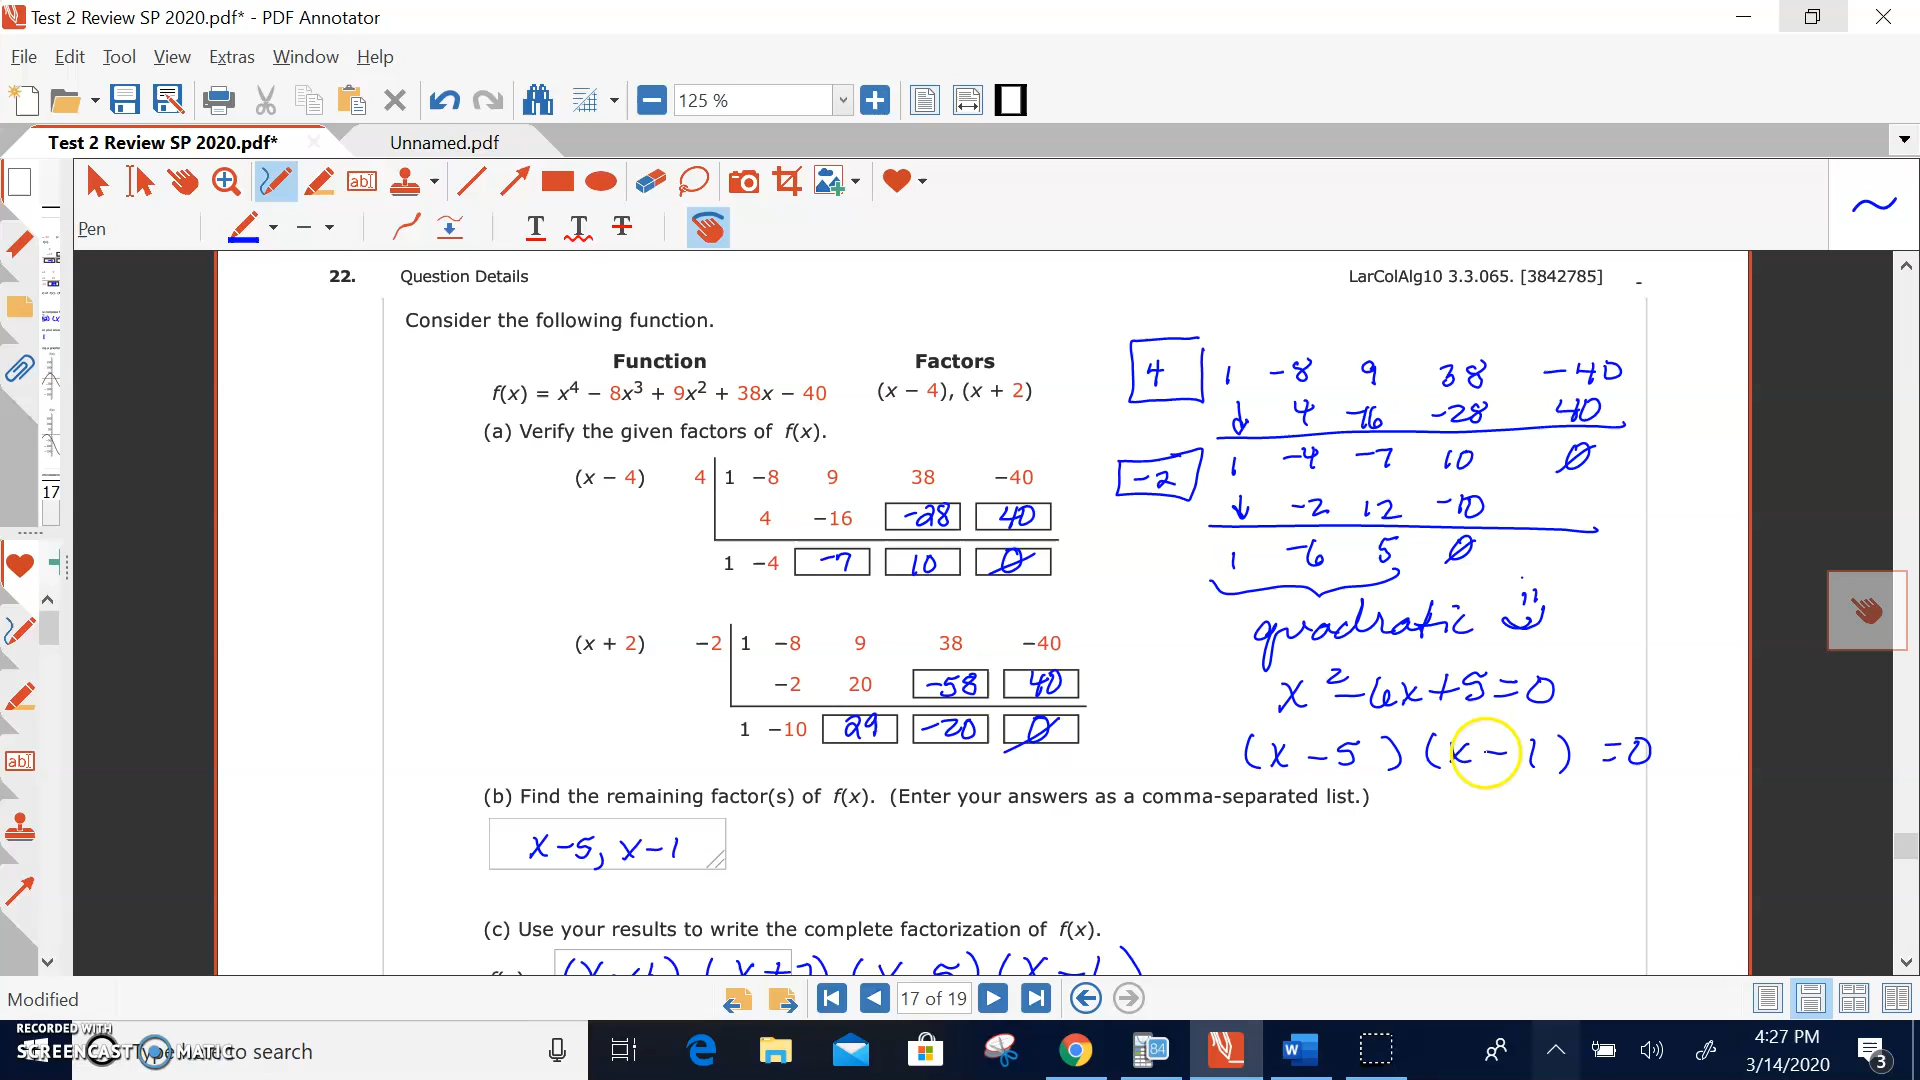 Test 2 Review SP 2020.pdf* - PDF Annotator
File Edit Tool View Extras Window Help
125 %
Test 2 Review SP 2020.pdf* Unnamed.pdf
Pen
22. Question Details LarColAlg10 3.3.065. [3842785]
Consider the following function.
Function Factors
f(x) = x⁴ − 8x³ + 9x² + 38x − 40 (x − 4), (x + 2)
(a) Verify the given factors of f(x).
(x − 4) 4 1 −8 9 38 −40
4 −16 -28 40
1 −4 -7 10 0
(x + 2) −2 1 −8 9 38 −40
−2 20 -58 40
1 −10 29 -20 0
4 1 -8 9 38 -40
4 -16 -28 40
-2 1 -4 -7 10 0
-2 12 -10
1 -6 5 0
quadratic
x² - 6x + 5 = 0
(x - 5) (x - 1) = 0
(b) Find the remaining factor(s) of f(x). (Enter your answers as a comma-separated list.)
x-5, x-1
(c) Use your results to write the complete factorization of f(x).
17
17 of 19
Modified
RECORDED WITH
SCREENCAST MATIC
Type here to search
84
4:27 PM
3/14/2020
3